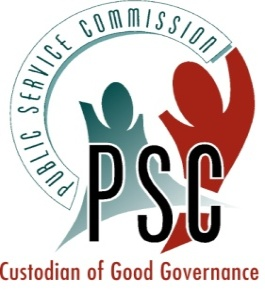 PUBLIC SERVICE COMMISSION
PSC
Custodian of Good Governance